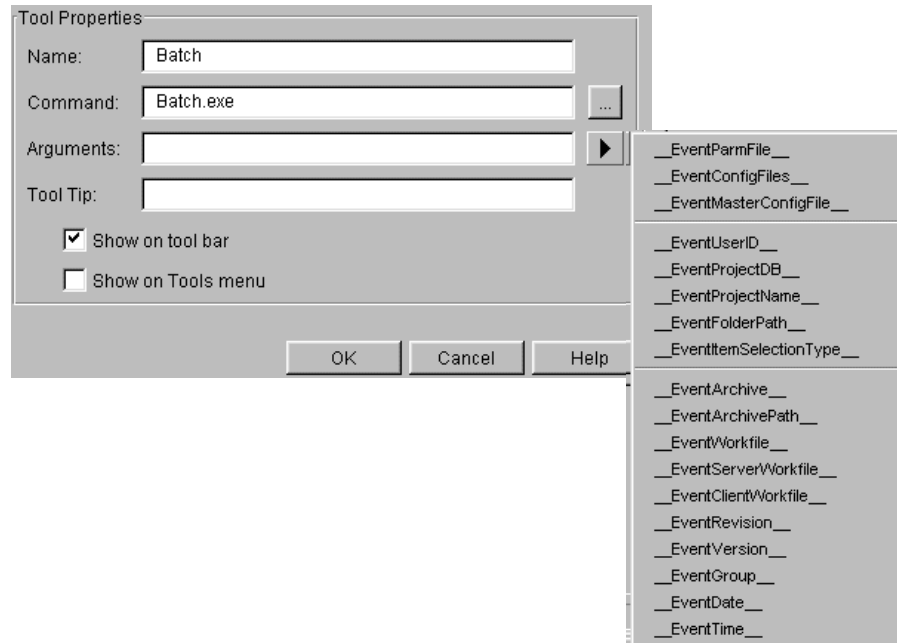 Tool Properties
Name: Batch
Command: Batch.exe ...
Arguments:
Tool Tip:
Show on tool bar
Show on Tools menu
OK Cancel Help
__EventParmFile__
__EventConfigFiles__
__EventMasterConfigFile__
__EventUserID__
__EventProjectDB__
__EventProjectName__
__EventFolderPath__
__EventItemSelectionType__
__EventArchive__
__EventArchivePath__
__EventWorkfile__
__EventServerWorkfile__
__EventClientWorkfile__
__EventRevision__
__EventVersion__
__EventGroup__
__EventDate__
__EventTime__